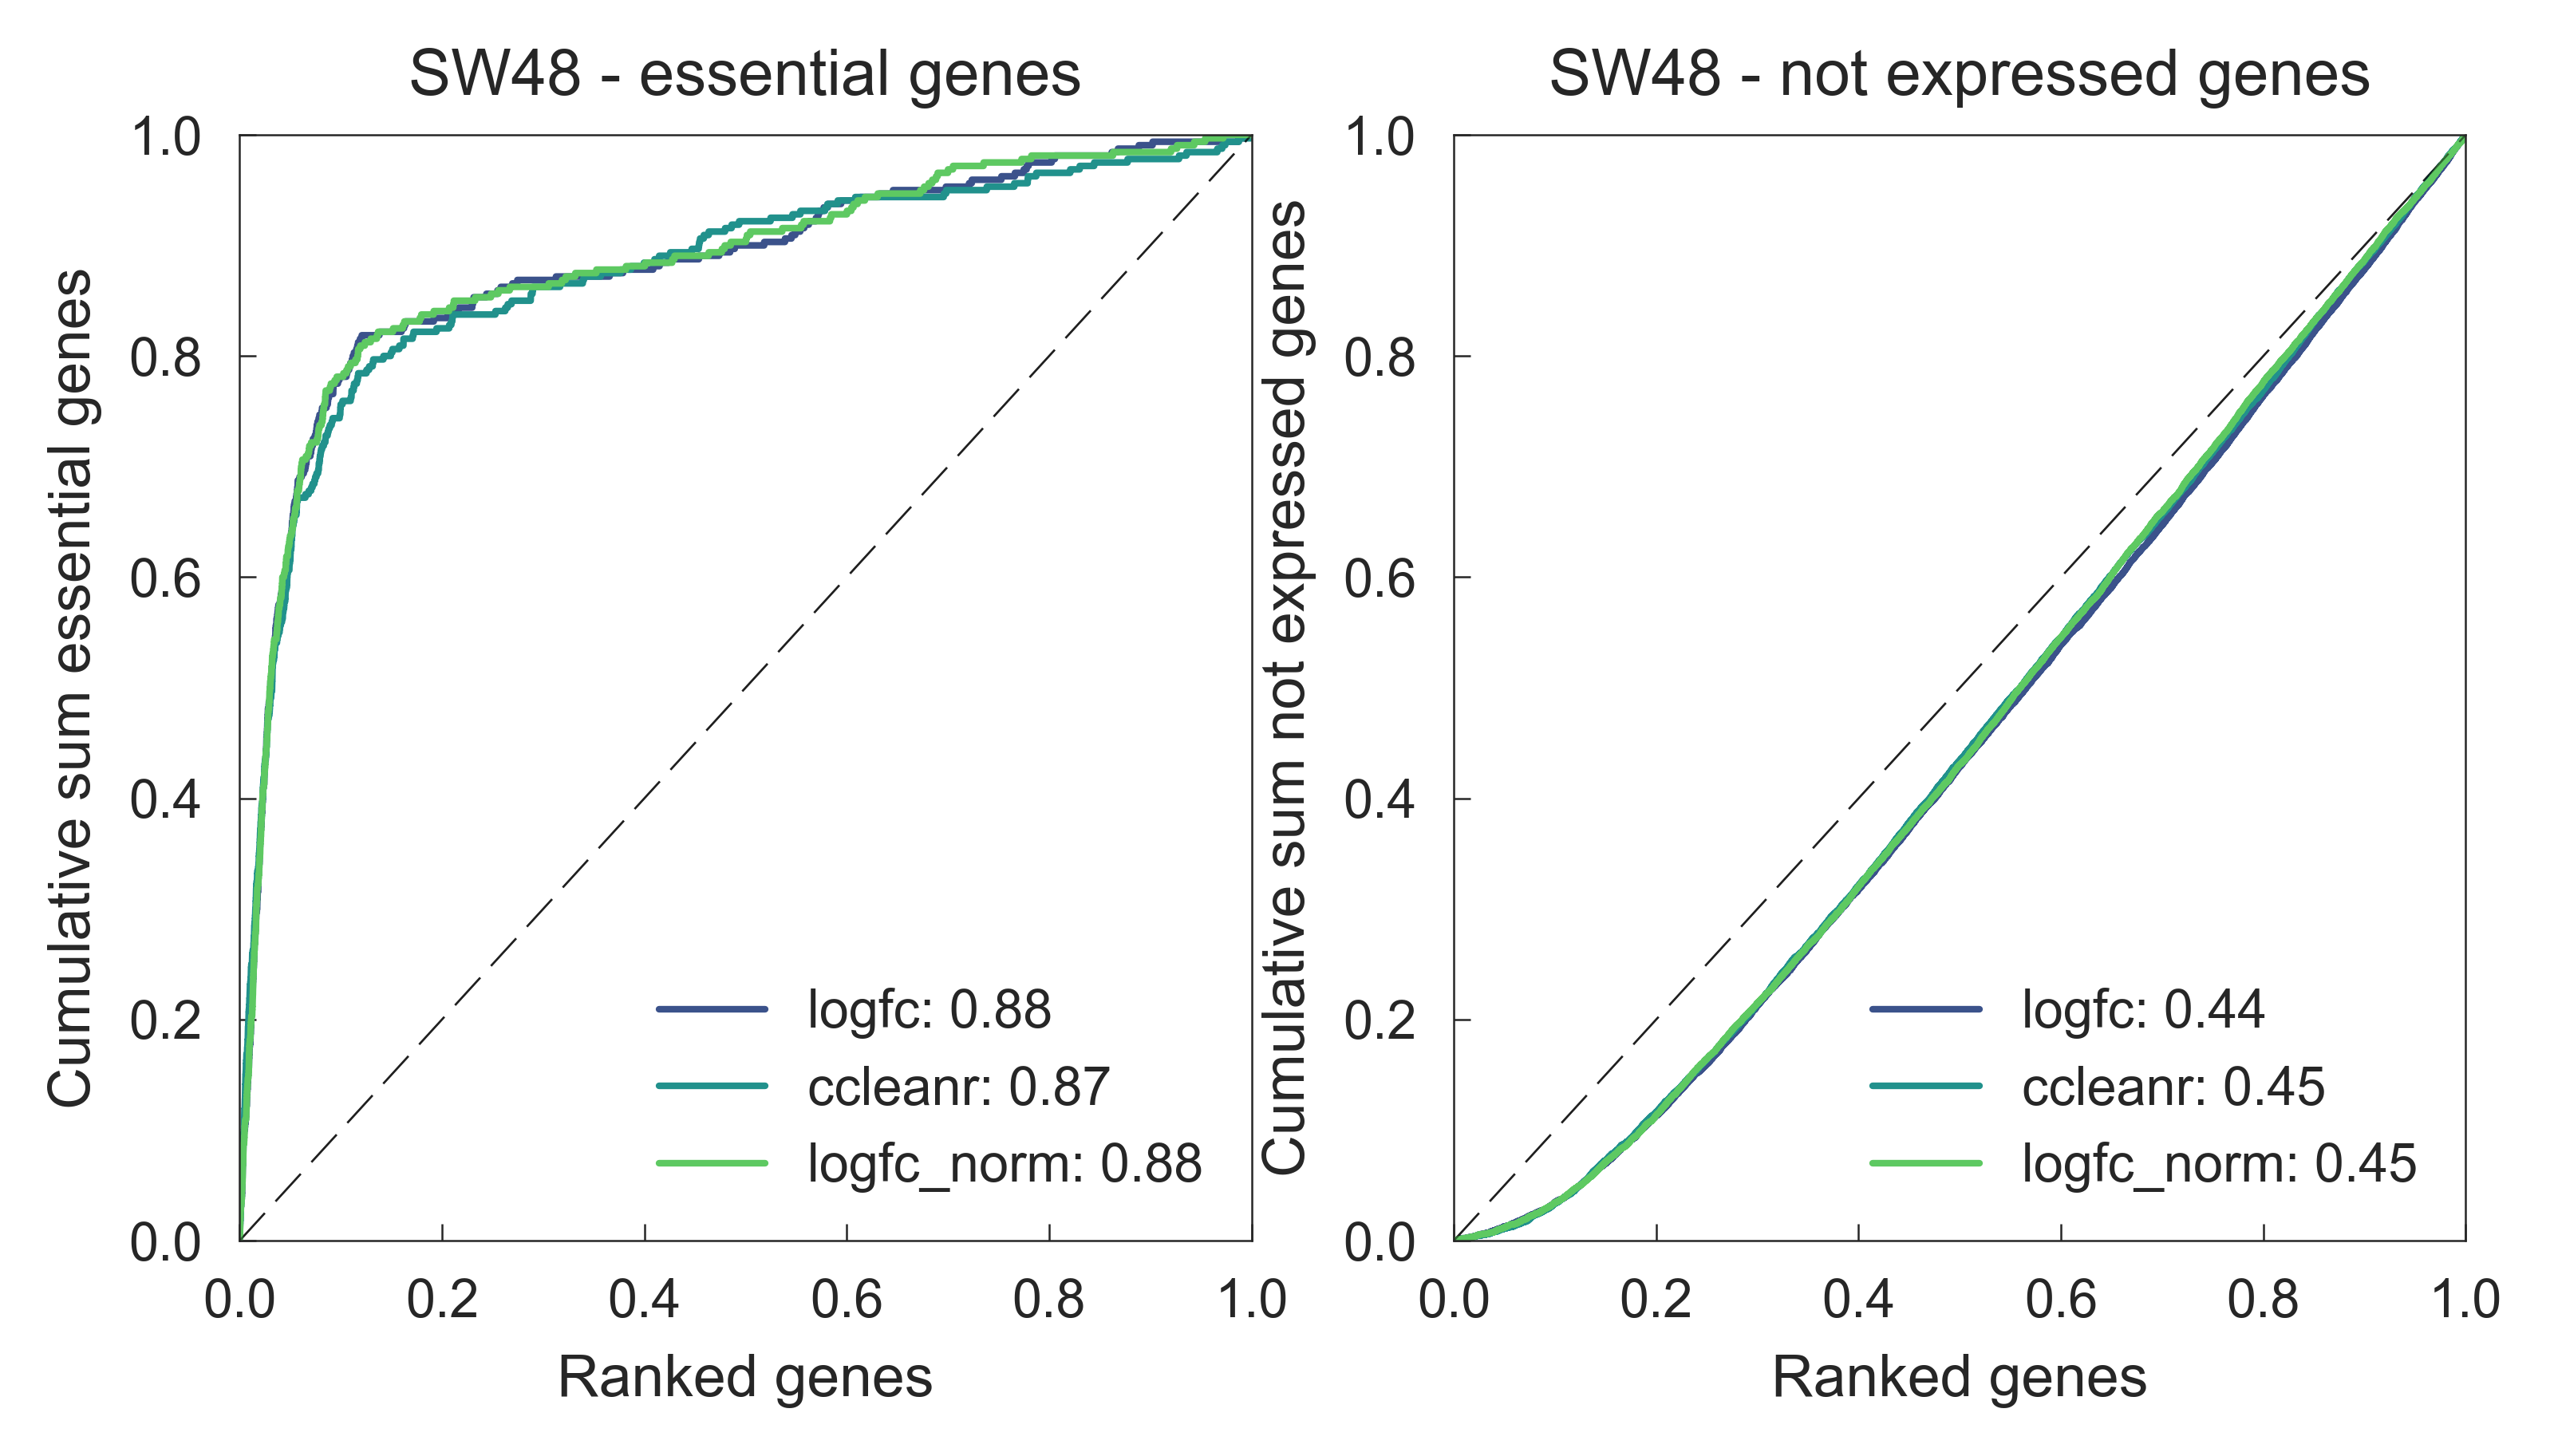 SW48 - essential genes
Cumulative sum essential genes
1.0
0.8
0.6
0.4
0.2
0.0
0.0 0.2 0.4 0.6 0.8 1.0
Ranked genes
logfc: 0.88
ccleanr: 0.87
logfc_norm: 0.88
SW48 - not expressed genes
Cumulative sum not expressed genes
1.0
0.8
0.6
0.4
0.2
0.0
0.0 0.2 0.4 0.6 0.8 1.0
Ranked genes
logfc: 0.44
ccleanr: 0.45
logfc_norm: 0.45